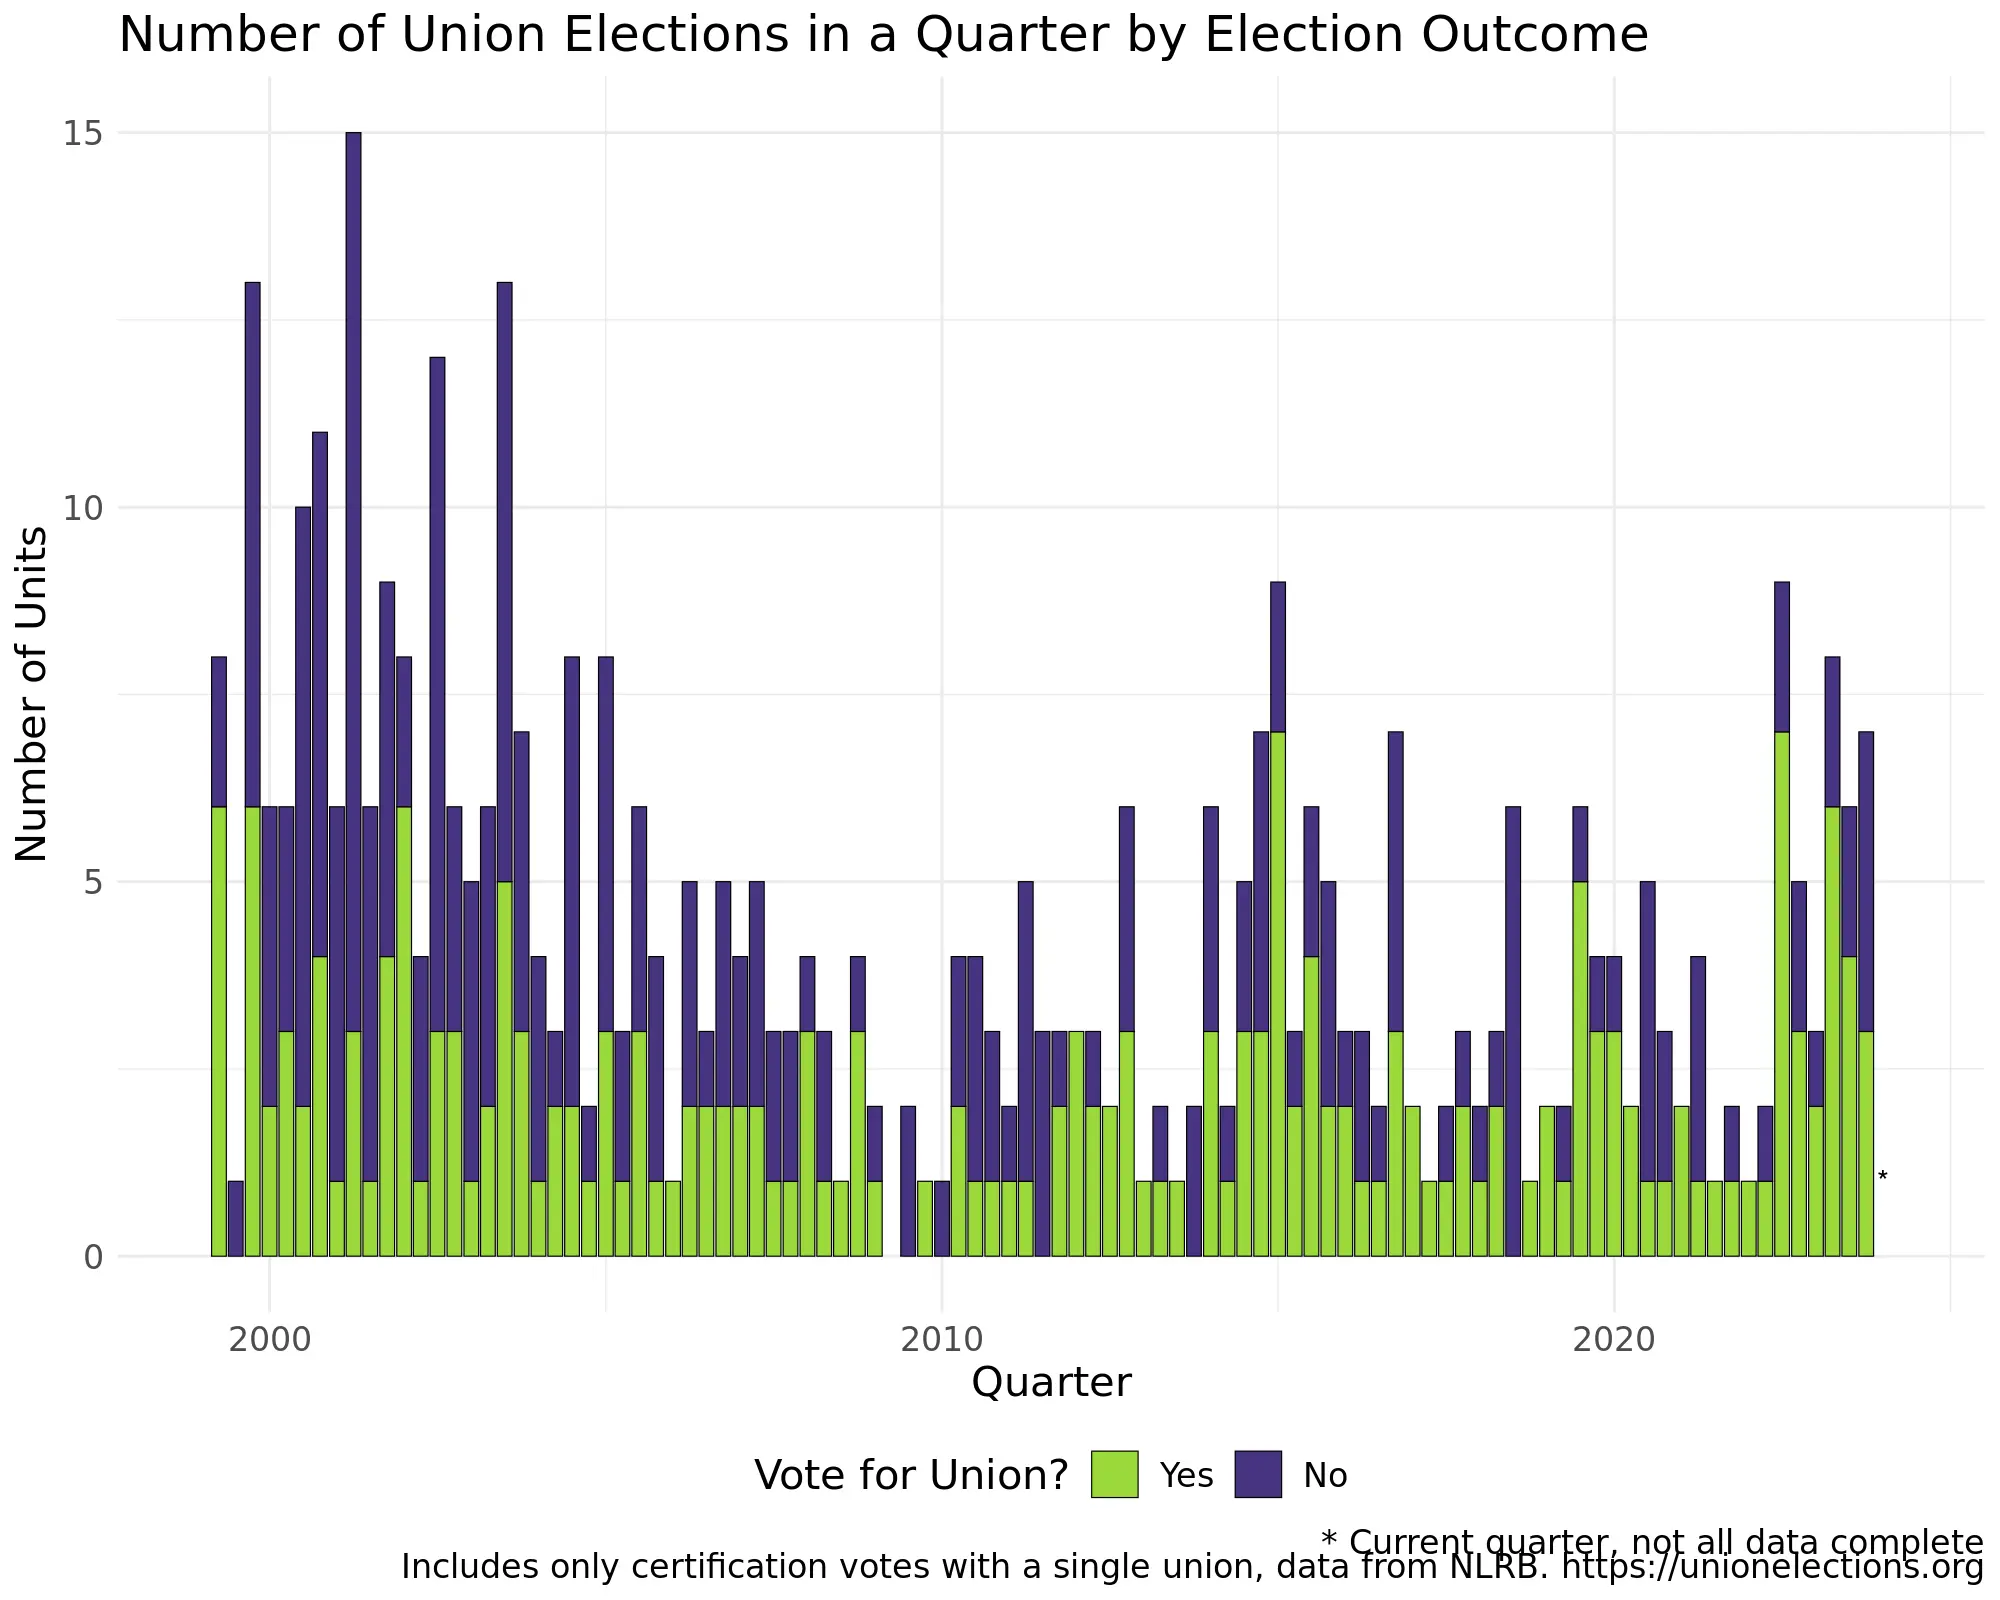 Number of Union Elections in a Quarter by Election Outcome
Number of Units
15
10
5
0
*
2000 2010 2020
Quarter
Vote for Union? Yes No
* Current quarter, not all data complete
Includes only certification votes with a single union, data from NLRB. https://unionelections.org